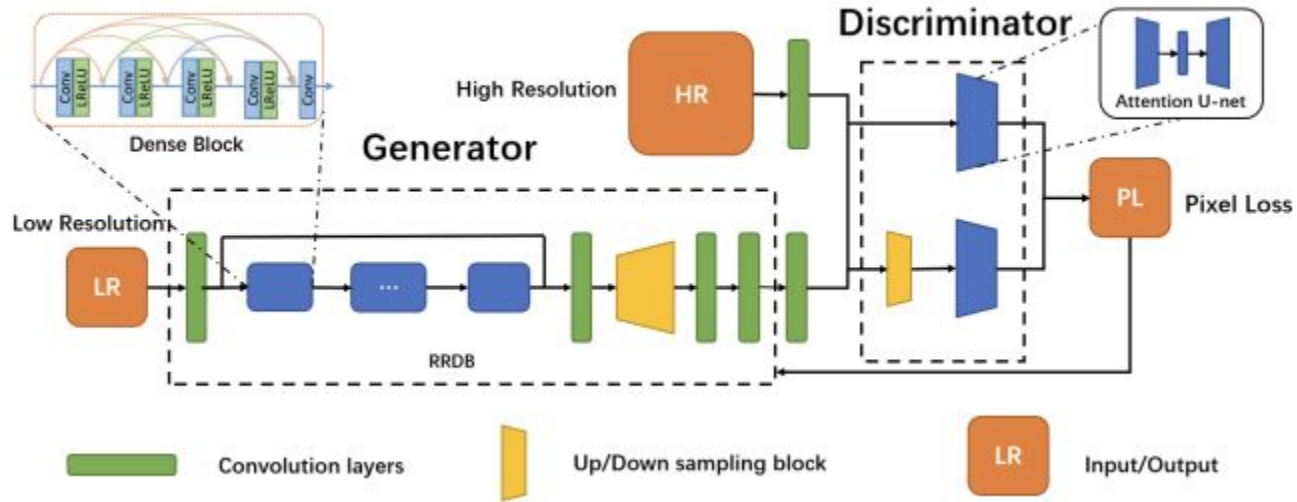 Conv
LReLU
Conv
LReLU
Conv
LReLU
Conv
LReLU
Conv
Dense Block
Generator
Discriminator
High Resolution
HR
Attention U-net
Low Resolution
LR
...
RRDB
PL
Pixel Loss
Convolution layers
Up/Down sampling block
LR
Input/Output